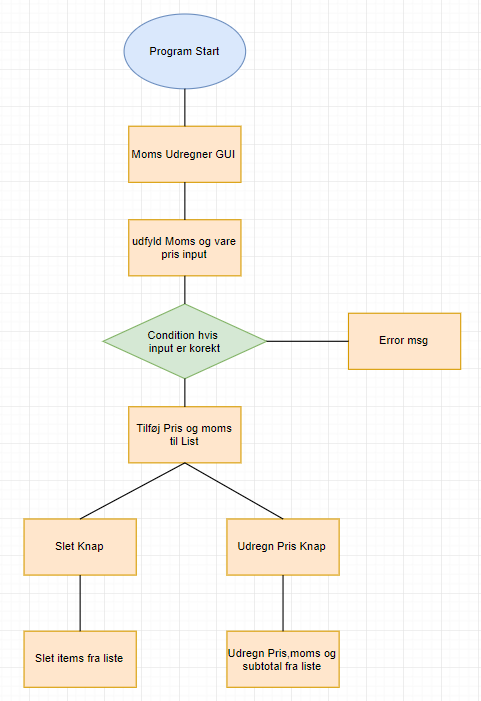 Program Start
Moms Udregner GUI
udfyld Moms og vare
pris input
Condition hvis
input er korekt
Error msg
Tilføj Pris og moms
til List
Slet Knap
Udregn Pris Knap
Slet items fra liste
Udregn Pris,moms og
subtotal fra liste